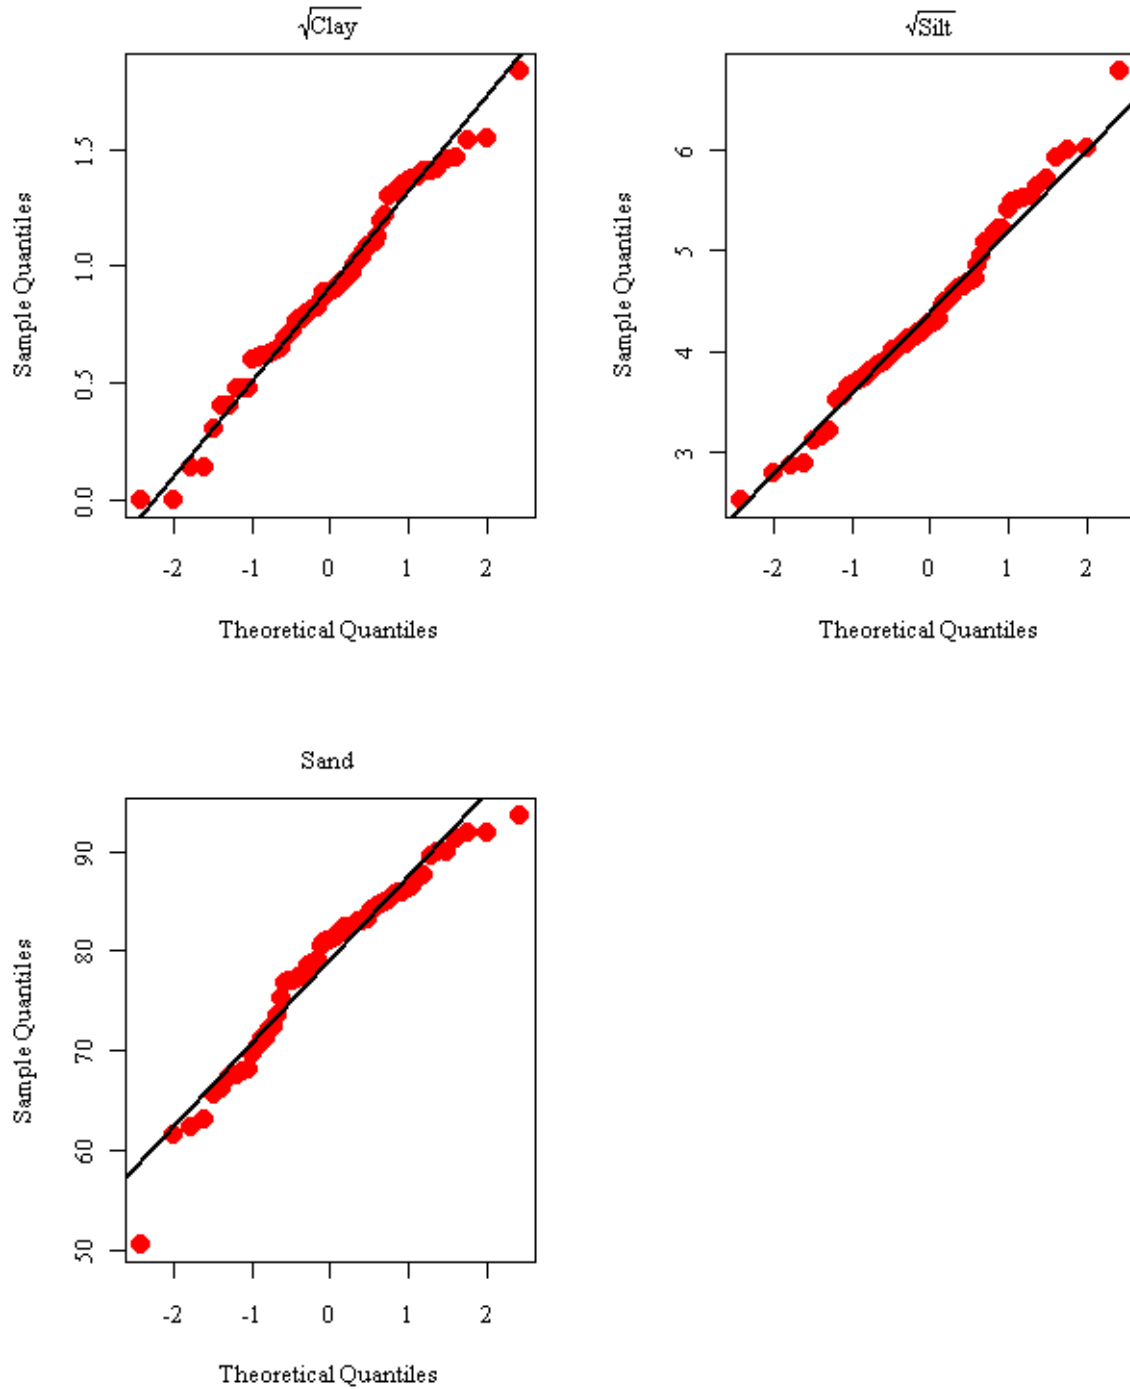 √Clay
1.5
1.0
0.5
0.0
Sample Quantiles
-2 -1 0 1 2
Theoretical Quantiles
√Silt
6
5
4
3
Sample Quantiles
-2 -1 0 1 2
Theoretical Quantiles
Sand
90
80
70
60
50
Sample Quantiles
-2 -1 0 1 2
Theoretical Quantiles